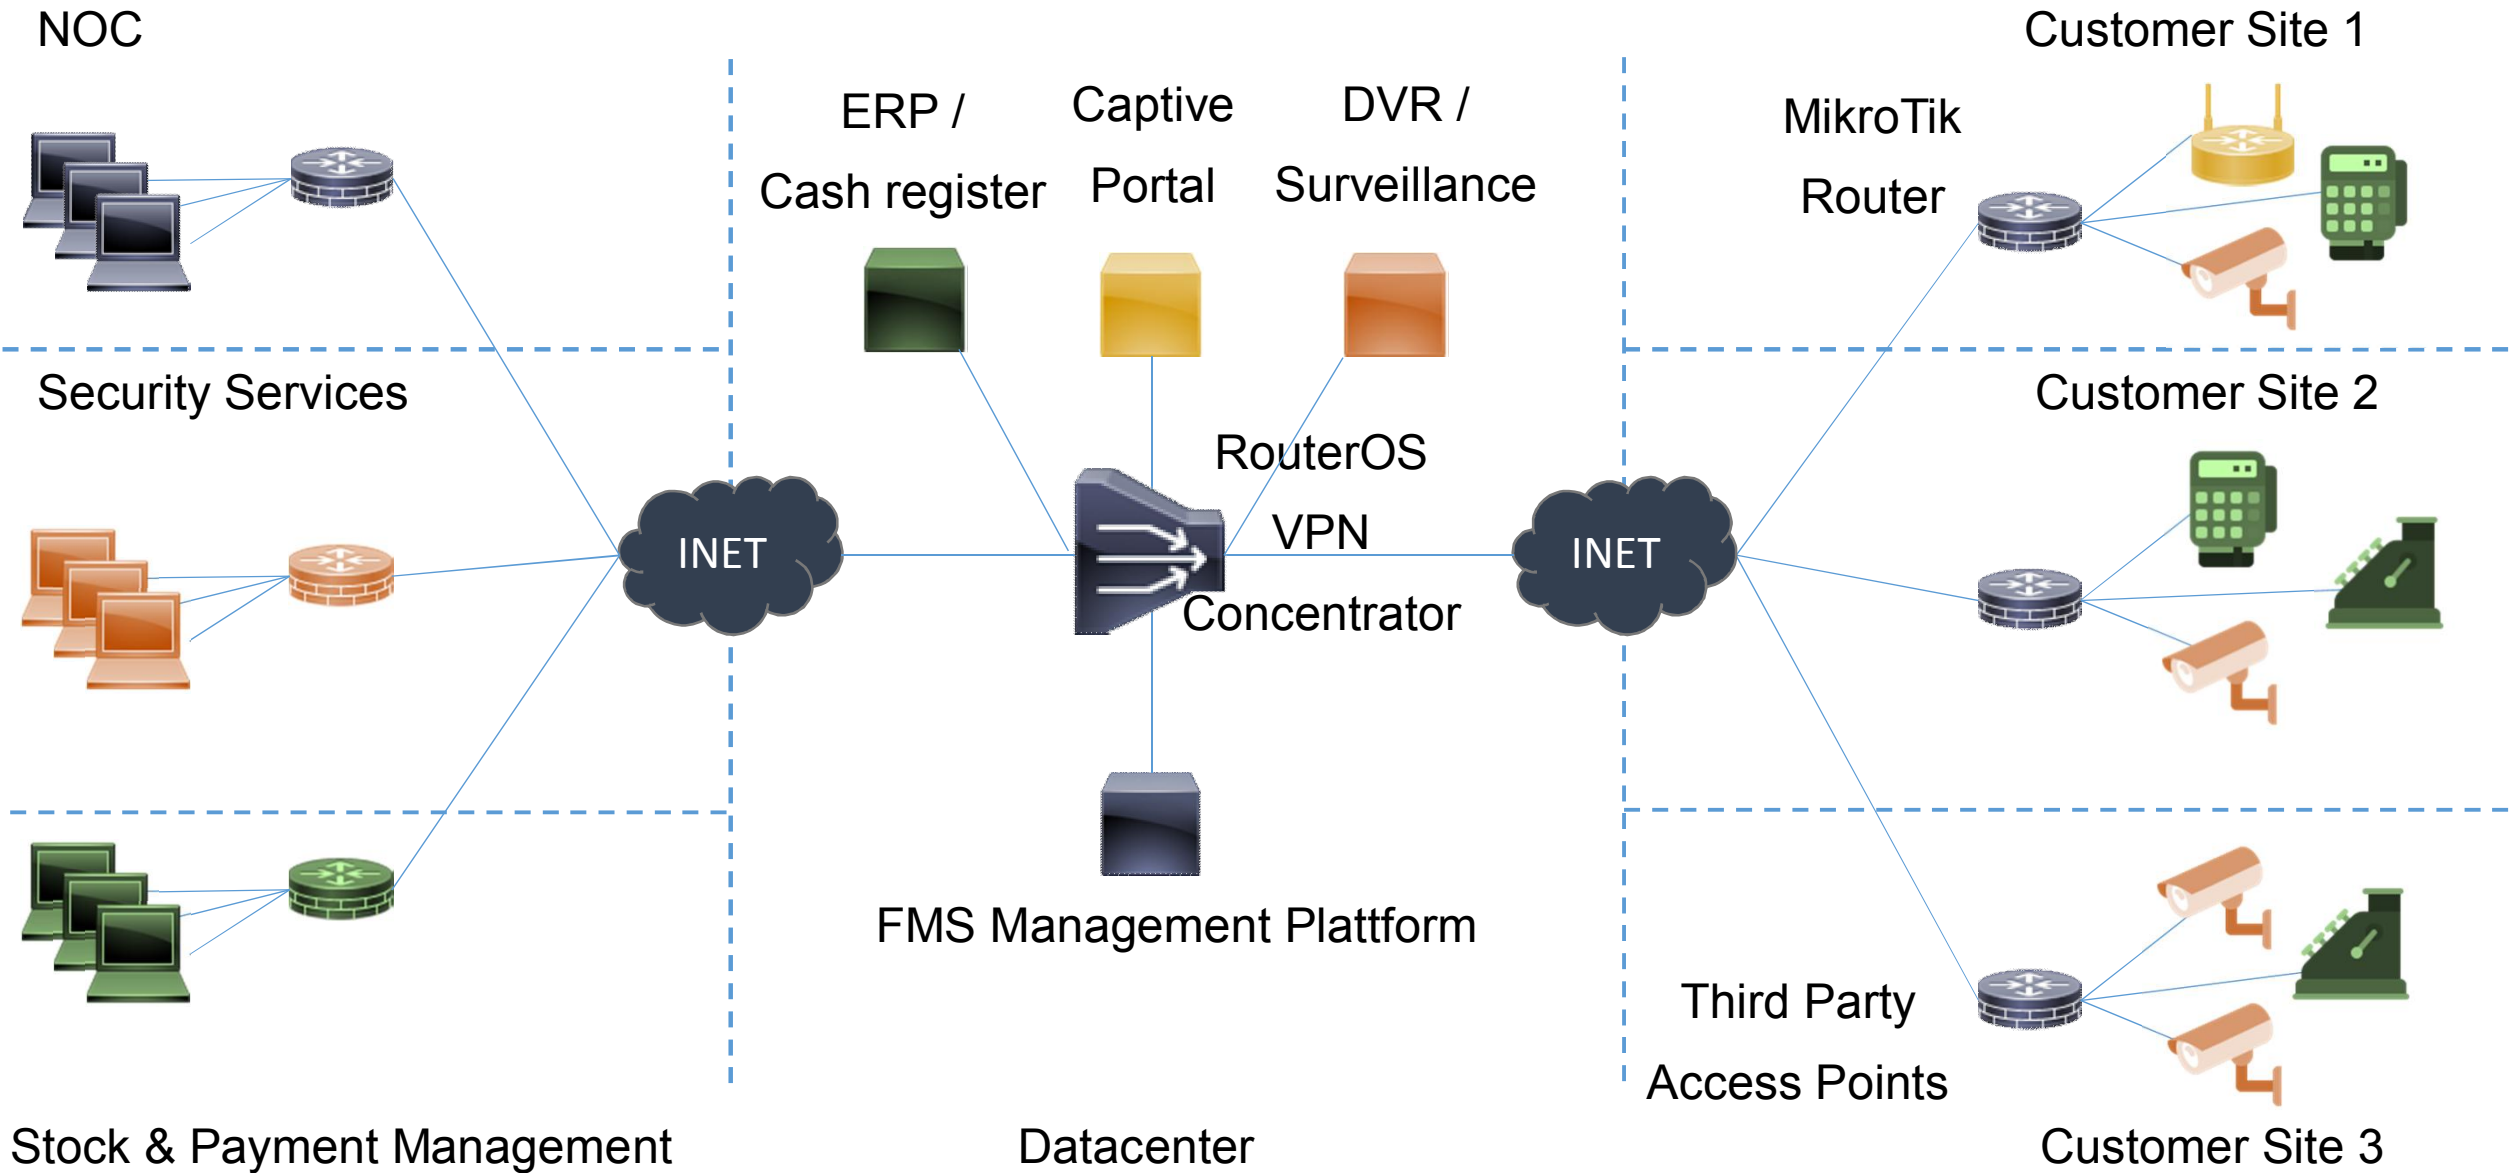 NOC
Customer Site 1
ERP /
Cash register
Captive
Portal
DVR /
Surveillance
MikroTik
Router
Security Services
Customer Site 2
RouterOS
VPN
Concentrator
INET
INET
FMS Management Plattform
Third Party
Access Points
Stock & Payment Management
Datacenter
Customer Site 3